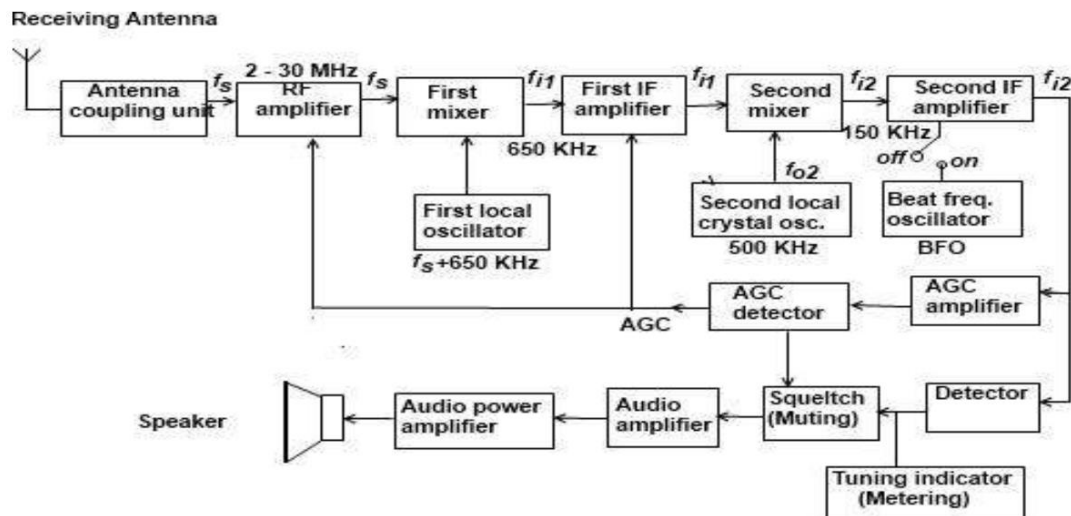 Receiving Antenna
Antenna
coupling unit
fs
2 - 30 MHz
RF
amplifier
fs
First
mixer
fi1
First IF
amplifier
650 KHz
fi1
Second
mixer
fi2
Second IF
amplifier
150 KHz
fi2
off
on
First local
oscillator
fs+650 KHz
fo2
Second local
crystal osc.
500 KHz
Beat freq.
oscillator
BFO
AGC
AGC
detector
AGC
amplifier
Speaker
Audio power
amplifier
Audio
amplifier
Squeltch
(Muting)
Detector
Tuning indicator
(Metering)